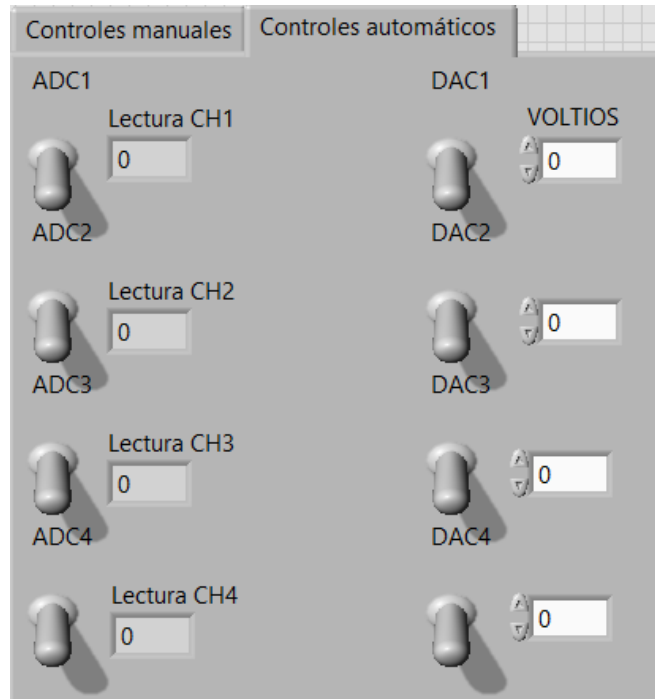 Controles manuales Controles automáticos
ADC1 DAC1
Lectura CH1 VOLTIOS
0 0
ADC2 DAC2
Lectura CH2
0 0
ADC3 DAC3
Lectura CH3
0 0
ADC4 DAC4
Lectura CH4
0 0